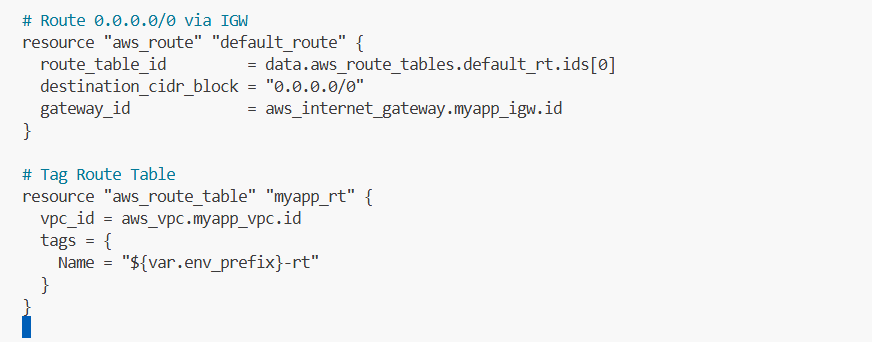 # Route 0.0.0.0/0 via IGW
resource "aws_route" "default_route" {
  route_table_id         = data.aws_route_tables.default_rt.ids[0]
  destination_cidr_block = "0.0.0.0/0"
  gateway_id             = aws_internet_gateway.myapp_igw.id
}

# Tag Route Table
resource "aws_route_table" "myapp_rt" {
  vpc_id = aws_vpc.myapp_vpc.id
  tags = {
    Name = "${var.env_prefix}-rt"
  }
}